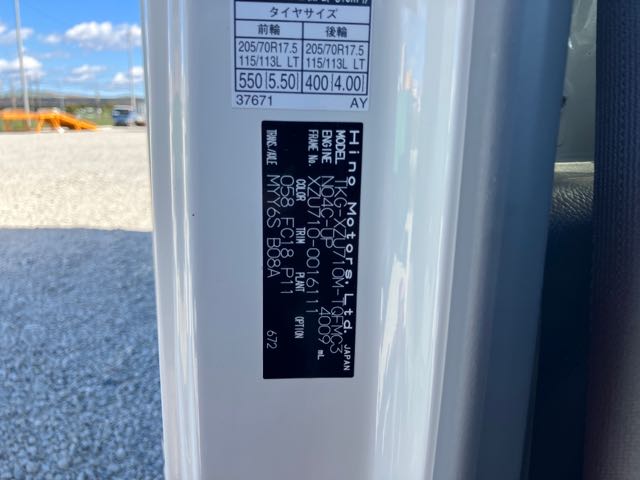 タイヤサイズ
前輪 後輪
205/70R17.5 205/70R17.5
115/113L LT 115/113L LT
550 5.50 400 4.00
37671 AY
Hino Motors, Ltd. JAPAN
MODEL TKG-XZU710M-TQFMC3
ENGINE N04C-UP 4009 mL
FRAME No. XZU710-0016111
COLOR TRIM PLANT OPTION
058 FC18 P11
TRANS./AXLE MYY6S B08A 672